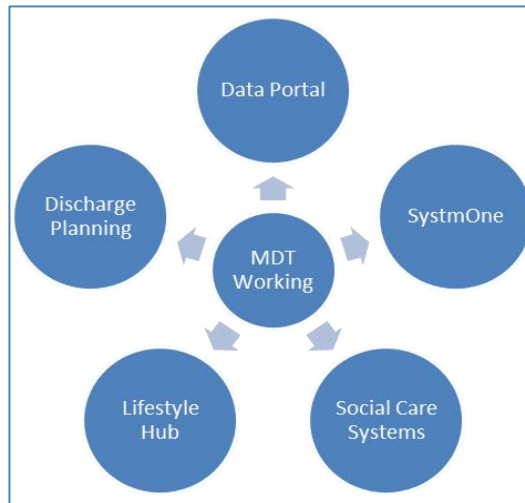 Data Portal
Discharge
Planning
SystmOne
MDT
Working
Lifestyle
Hub
Social Care
Systems